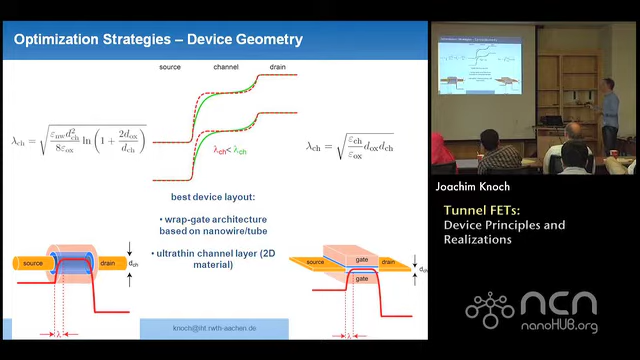 Optimization Strategies – Device Geometry
source channel drain
λch = √(εnw d²ch / 8εox ln(1 + 2dox / dch))
λch < λch
λch = √(εch / εox dox dch)
best device layout:
• wrap-gate architecture
based on nanowire/tube
• ultrathin channel layer (2D
material)
source drain dch
gate
source drain
gate
dch
λ
λ
knoch@iht.rwth-aachen.de
Joachim Knoch
Tunnel FETs:
Device Principles and
Realizations
ncn
nanoHUB.org